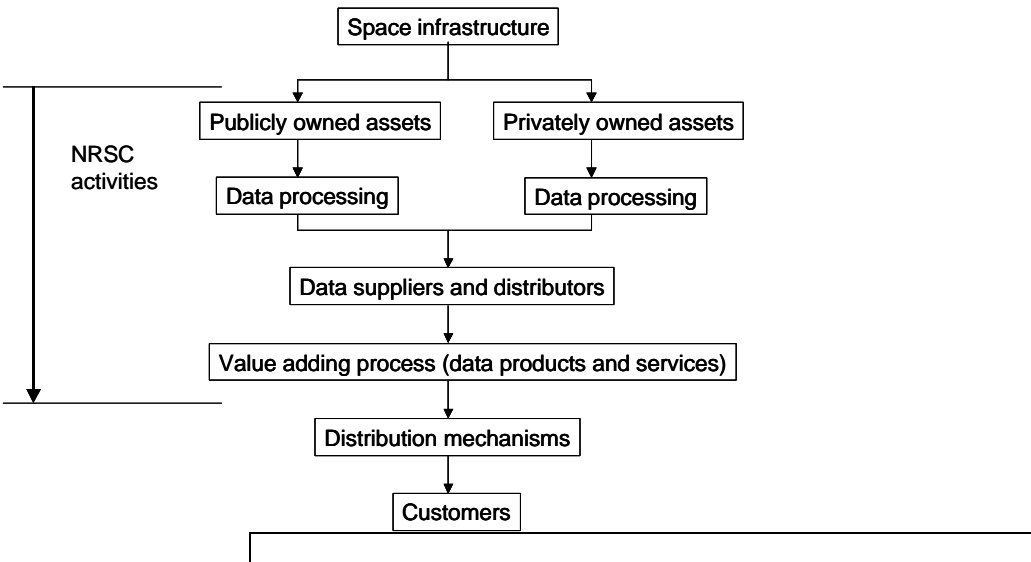 Space infrastructure
Publicly owned assets
Privately owned assets
NRSC
activities
Data processing
Data processing
Data suppliers and distributors
Value adding process (data products and services)
Distribution mechanisms
Customers